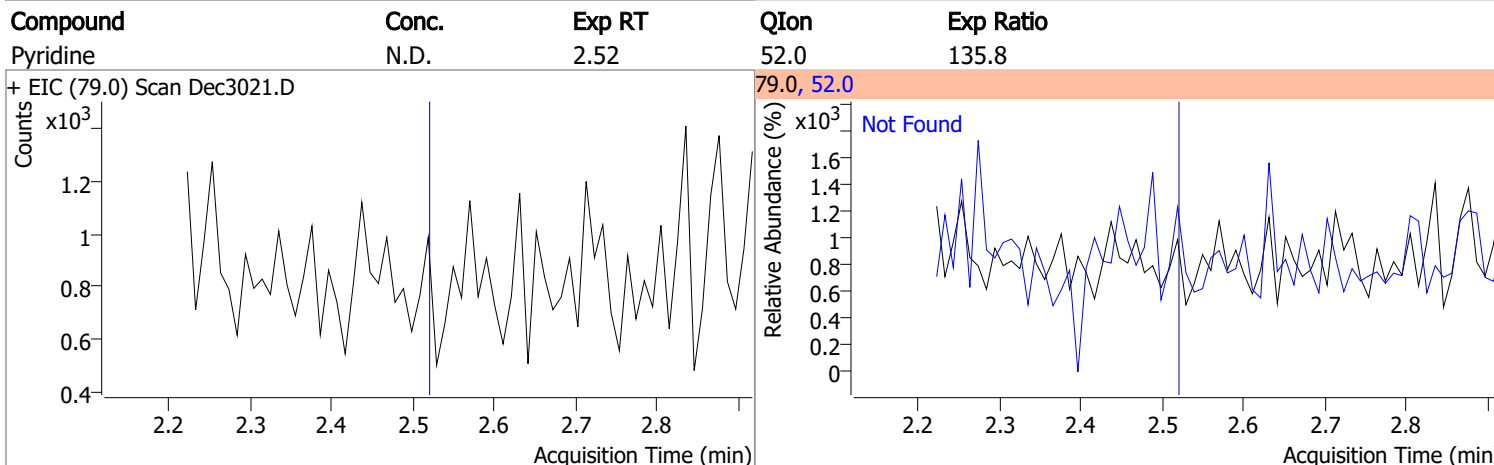 Compound Conc. Exp RT QIon Exp Ratio
Pyridine N.D. 2.52 52.0 135.8
+ EIC (79.0) Scan Dec3021.D
Counts
x10³
1.2
1
0.8
0.6
0.4
2.2 2.3 2.4 2.5 2.6 2.7 2.8
Acquisition Time (min)
79.0, 52.0
Relative Abundance (%)
x10³
Not Found
1.6
1.4
1.2
1
0.8
0.6
0.4
0.2
0
2.2 2.3 2.4 2.5 2.6 2.7 2.8
Acquisition Time (min